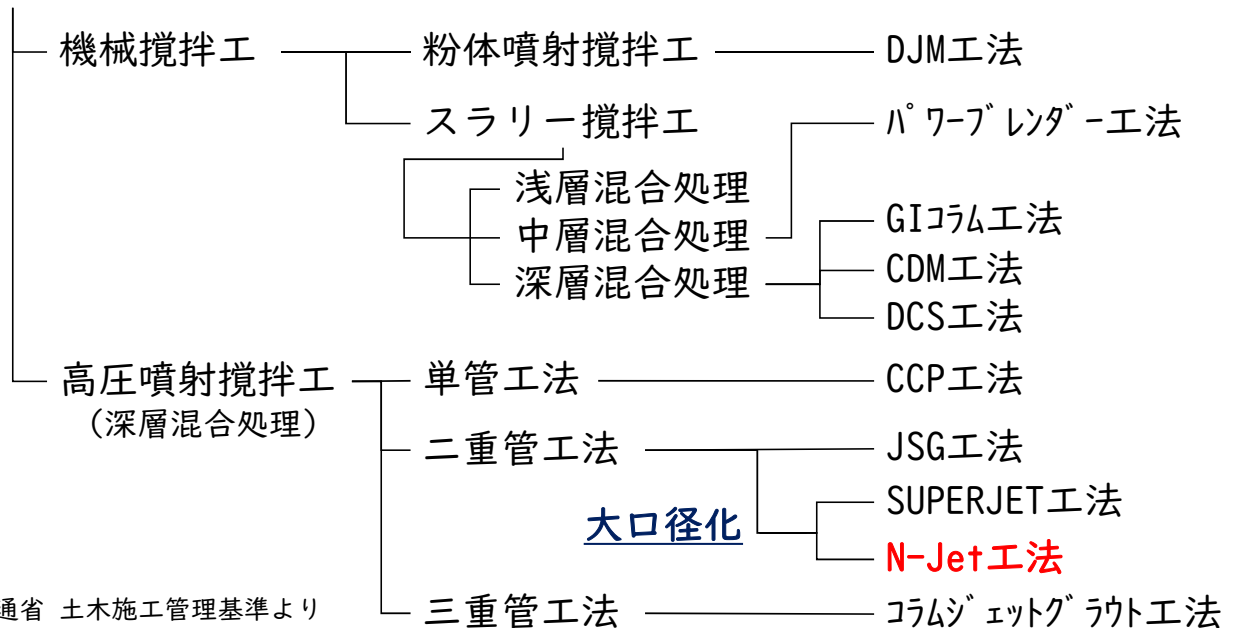 機械撹拌工 粉体噴射撹拌工 DJM工法
スラリー撹拌工 ﾊﾟﾜｰﾌﾞﾚﾝﾀﾞｰ工法
浅層混合処理
中層混合処理 GIｺﾗﾑ工法
深層混合処理 CDM工法
DCS工法
高圧噴射撹拌工 単管工法 CCP工法
(深層混合処理)
二重管工法 JSG工法
大口径化 SUPERJET工法
N-Jet工法
通省 土木施工管理基準より 三重管工法 ｺﾗﾑｼﾞｪｯﾄｸﾞﾗｳﾄ工法